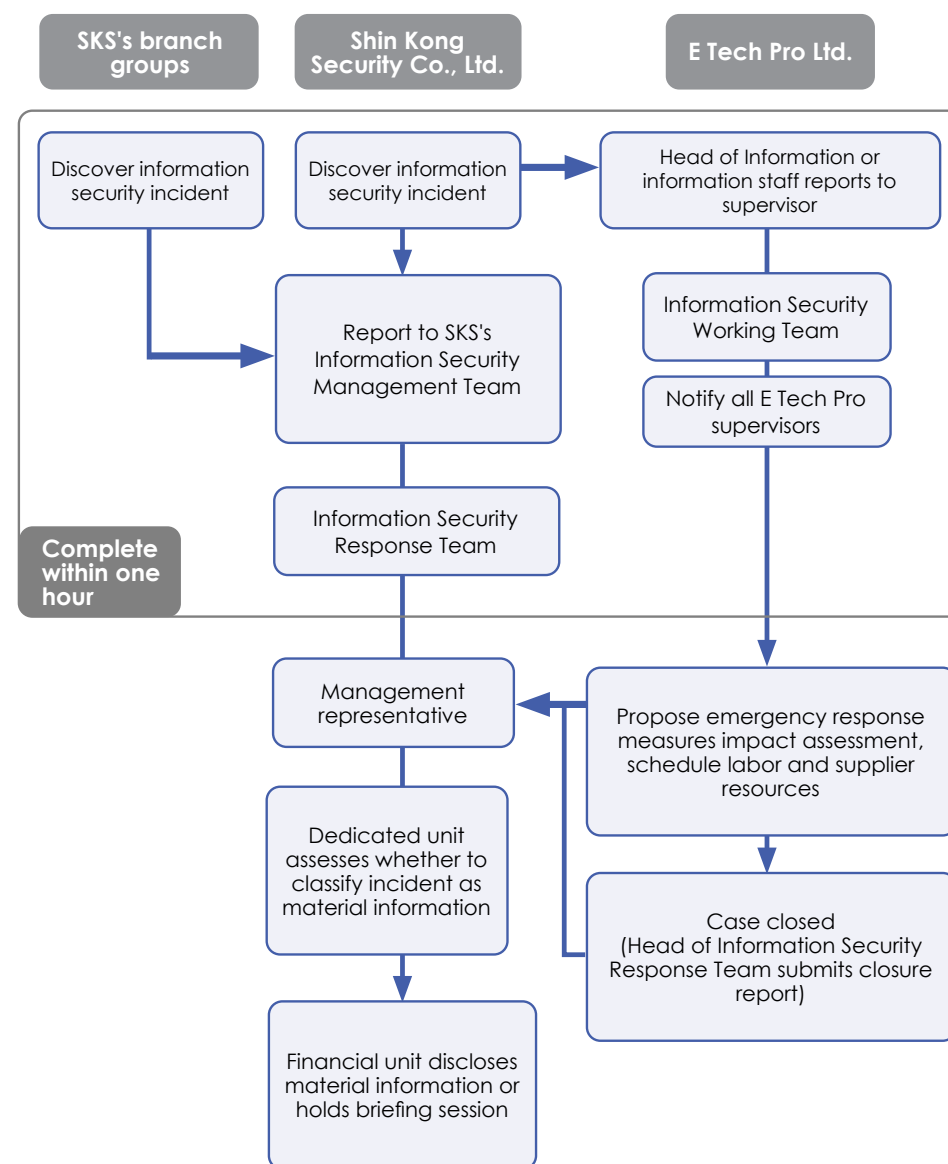 SKS's branch
groups
Shin Kong
Security Co., Ltd.
E Tech Pro Ltd.
Discover information
security incident
Discover information
security incident
Head of Information or
information staff reports to
supervisor
Report to SKS's
Information Security
Management Team
Information Security
Working Team
Notify all E Tech Pro
supervisors
Information Security
Response Team
Complete
within one
hour
Management
representative
Propose emergency response
measures impact assessment,
schedule labor and supplier
resources
Dedicated unit
assesses whether to
classify incident as
material information
Case closed
(Head of Information Security
Response Team submits closure
report)
Financial unit discloses
material information or
holds briefing session